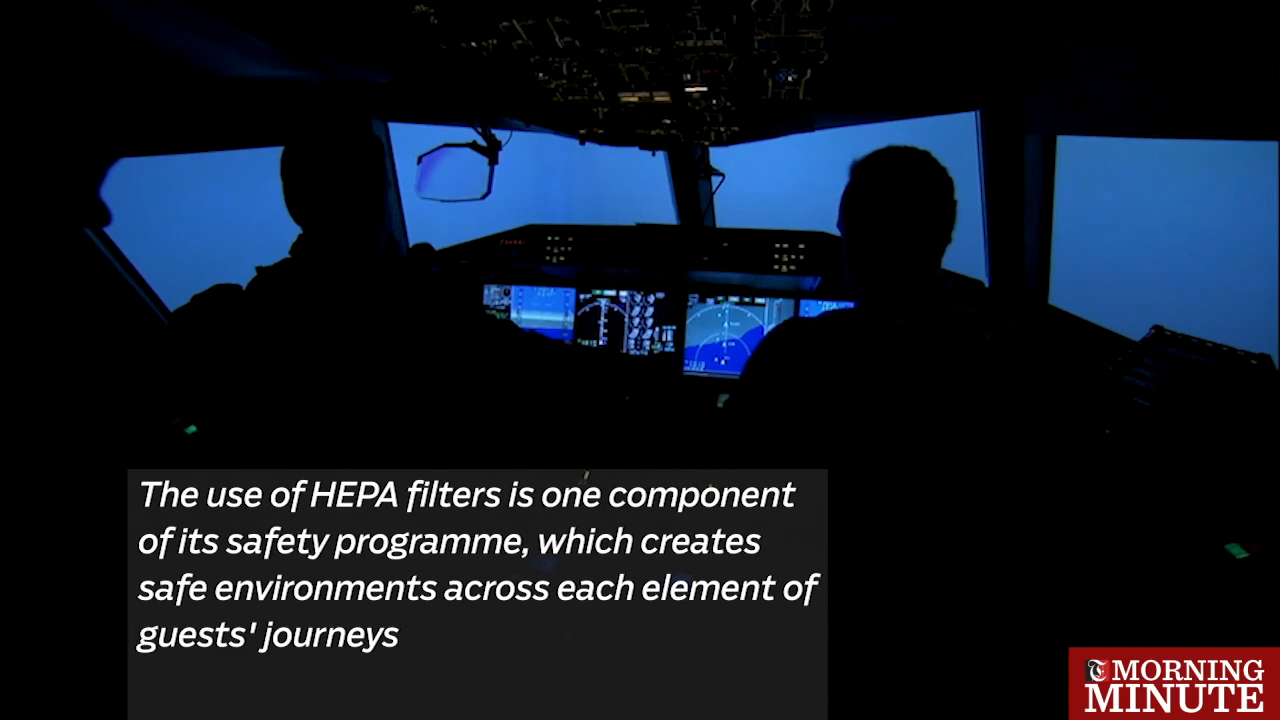 The use of HEPA filters is one component
of its safety programme, which creates
safe environments across each element of
guests' journeys
T MORNING
MINUTE